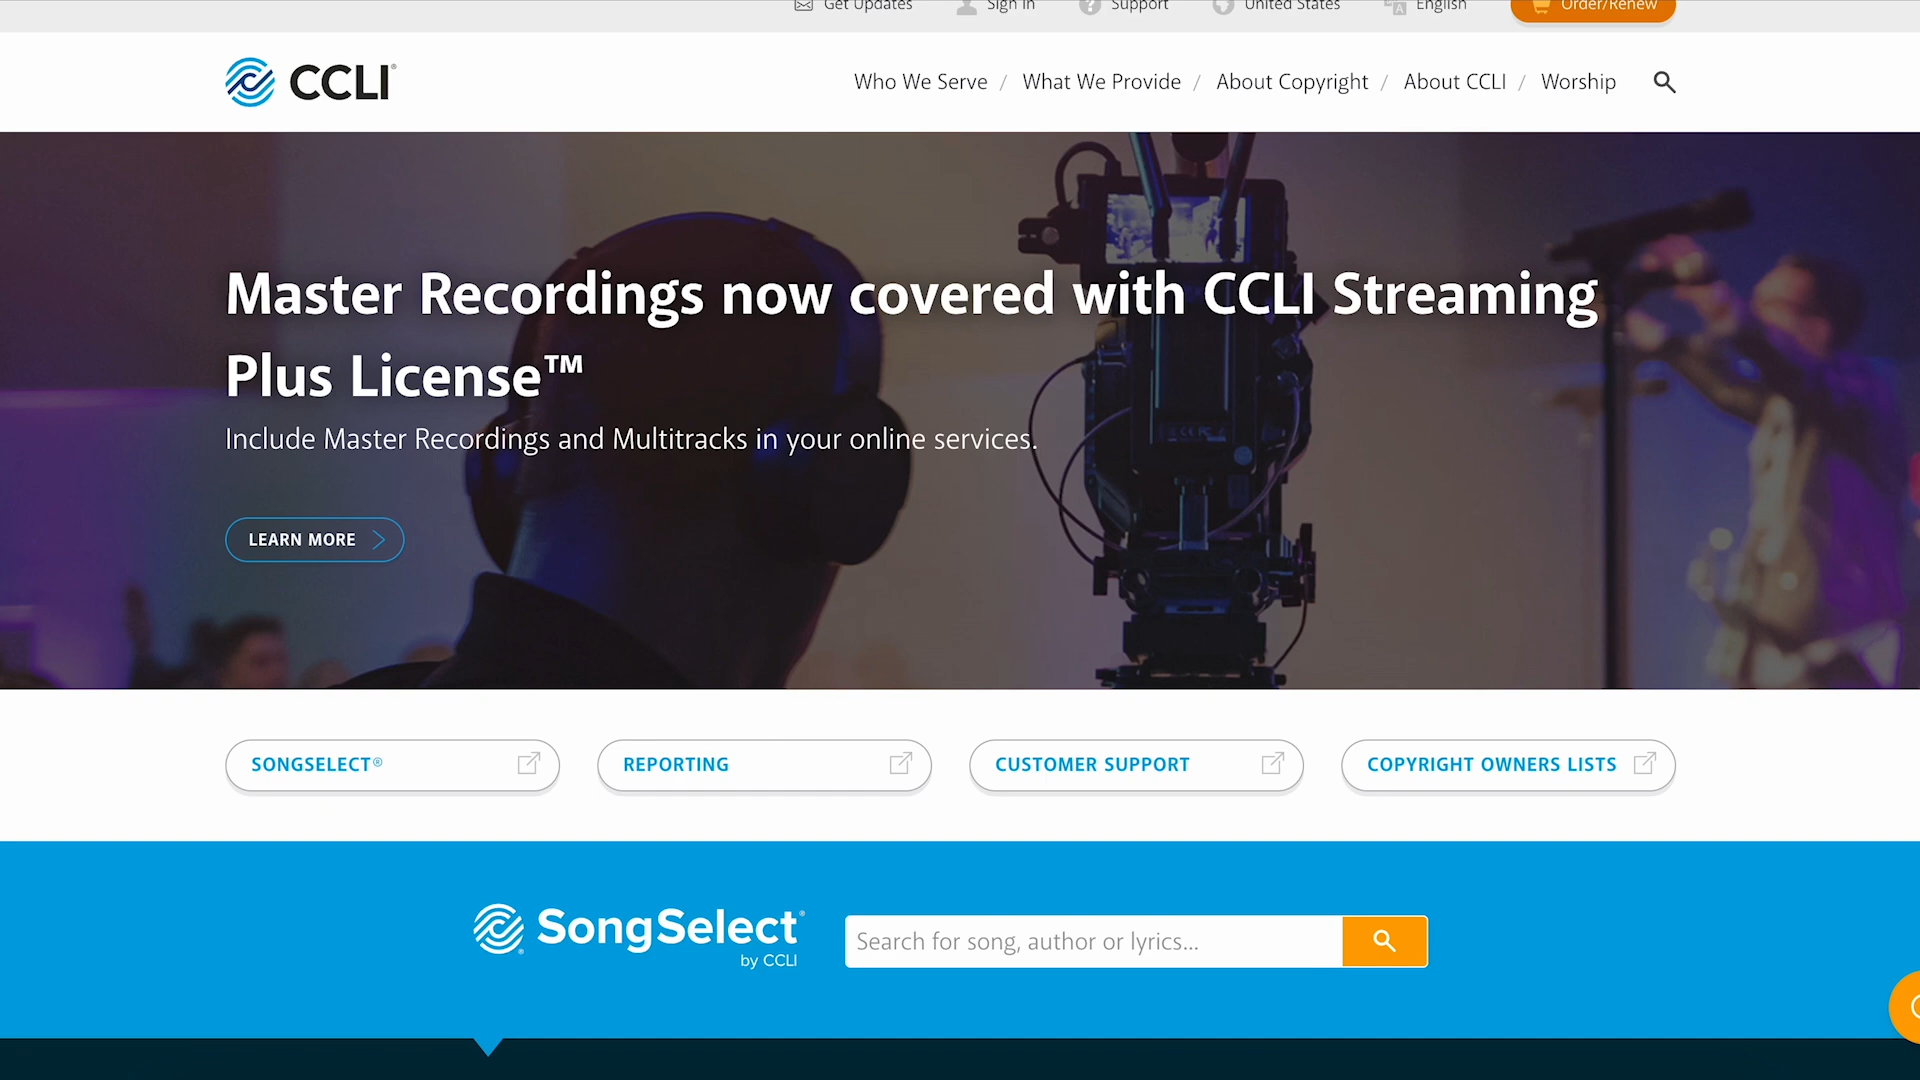 Get Updates
Sign In
Support
United States
English
Order/Renew
CCLI®
Who We Serve / What We Provide / About Copyright / About CCLI / Worship
Master Recordings now covered with CCLI Streaming
Plus License™
Include Master Recordings and Multitracks in your online services.
LEARN MORE
SONGSELECT®
REPORTING
CUSTOMER SUPPORT
COPYRIGHT OWNERS LISTS
SongSelect®
by CCLI
Search for song, author or lyrics...